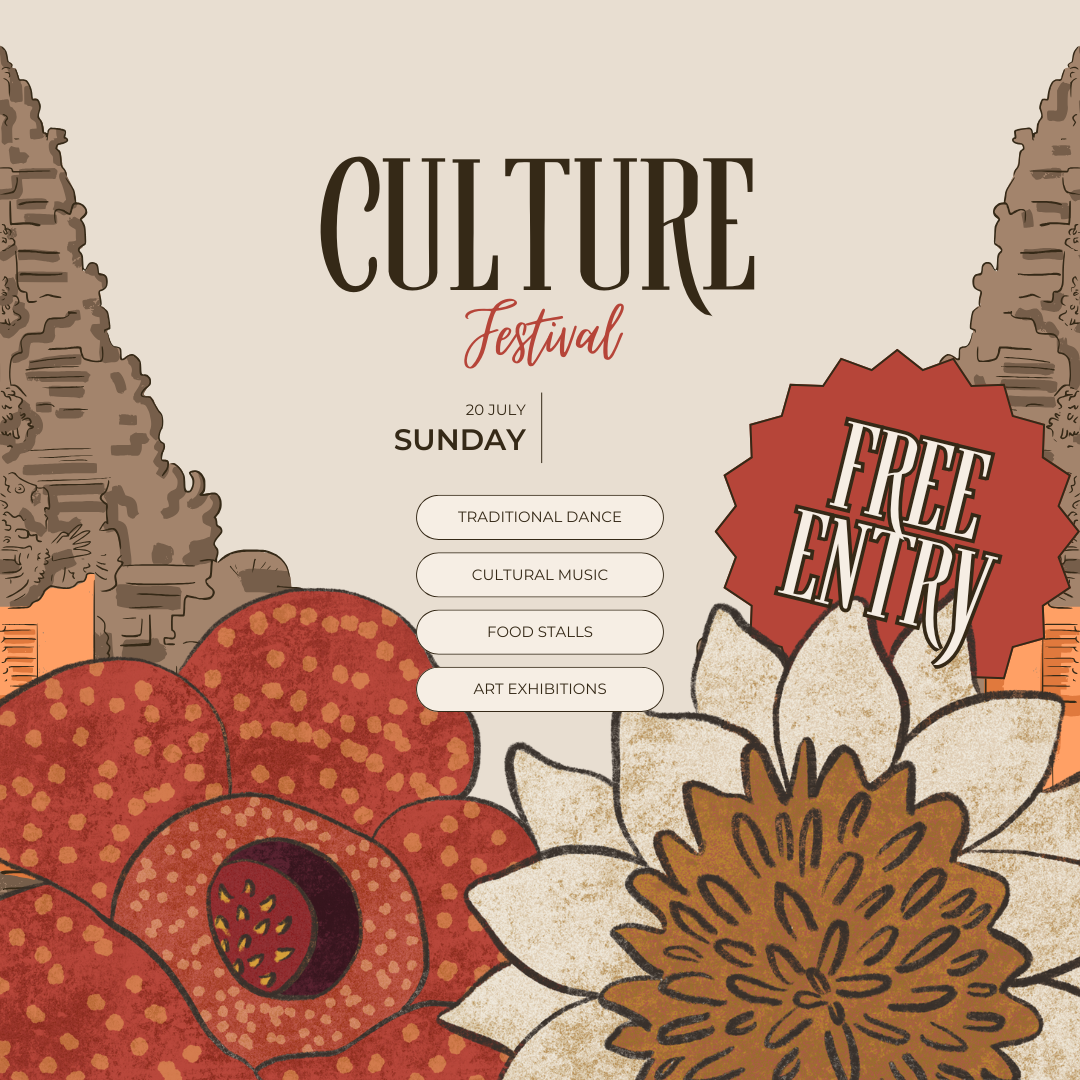 CULTURE
Festival
20 JULY
SUNDAY
TRADITIONAL DANCE
CULTURAL MUSIC
FOOD STALLS
ART EXHIBITIONS
FREE
ENTRY